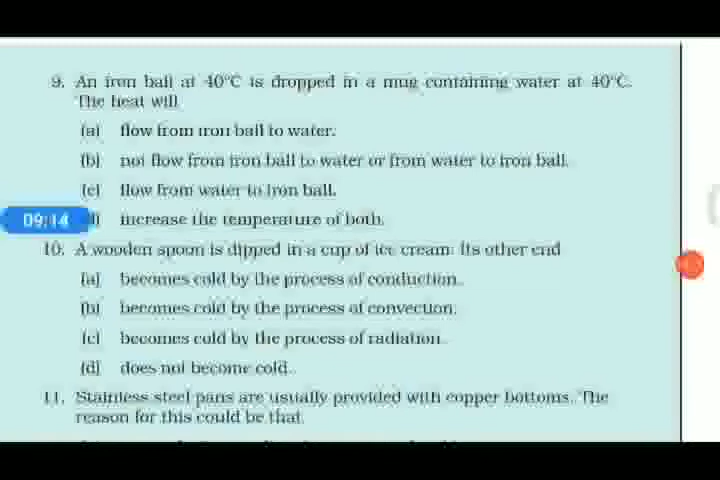 9. An iron ball at 40°C is dropped in a mug containing water at 40°C.
The heat will
(a) flow from iron ball to water.
(b) not flow from iron ball to water or from water to iron ball.
(c) flow from water to iron ball.
09:14 (d) increase the temperature of both.
10. A wooden spoon is dipped in a cup of ice cream. Its other end
(a) becomes cold by the process of conduction.
(b) becomes cold by the process of convection.
(c) becomes cold by the process of radiation.
(d) does not become cold.
11. Stainless steel pans are usually provided with copper bottoms. The
reason for this could be that